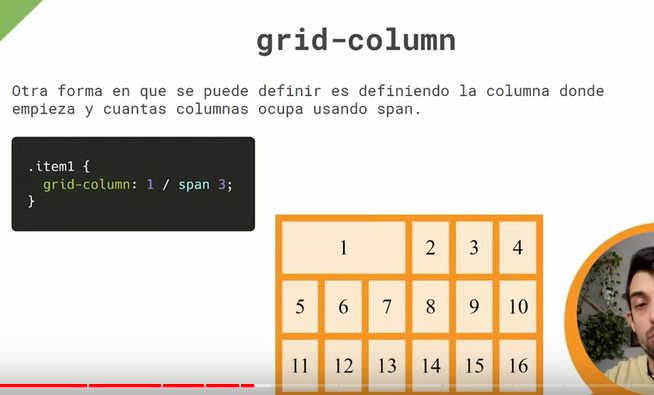 grid-column
Otra forma en que se puede definir es definiendo la columna donde
empieza y cuantas columnas ocupa usando span.
.item1 {
grid-column: 1 / span 3;
}
1 2 3 4
5 6 7 8 9 10
11 12 13 14 15 16